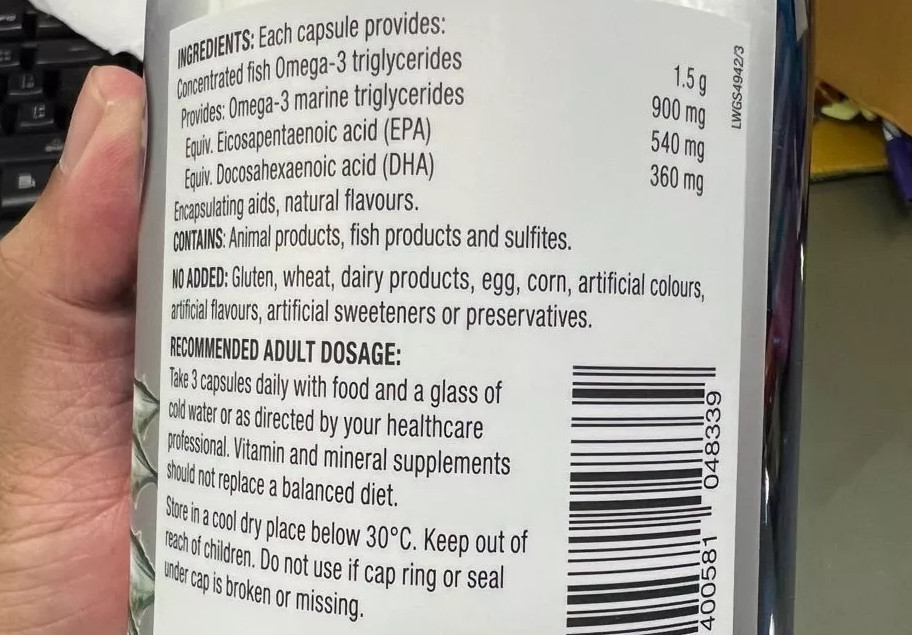 INGREDIENTS: Each capsule provides:
Concentrated fish Omega-3 triglycerides 1.5 g
Provides: Omega-3 marine triglycerides 900 mg
Equiv. Eicosapentaenoic acid (EPA) 540 mg
Equiv. Docosahexaenoic acid (DHA) 360 mg
Encapsulating aids, natural flavours.
CONTAINS: Animal products, fish products and sulfites.
NO ADDED: Gluten, wheat, dairy products, egg, corn, artificial colours,
artificial flavours, artificial sweeteners or preservatives.
RECOMMENDED ADULT DOSAGE:
Take 3 capsules daily with food and a glass of
cold water or as directed by your healthcare
professional. Vitamin and mineral supplements
should not replace a balanced diet.
Store in a cool dry place below 30°C. Keep out of
reach of children. Do not use if cap ring or seal
under cap is broken or missing.
LWGS4942/3
400581 048339